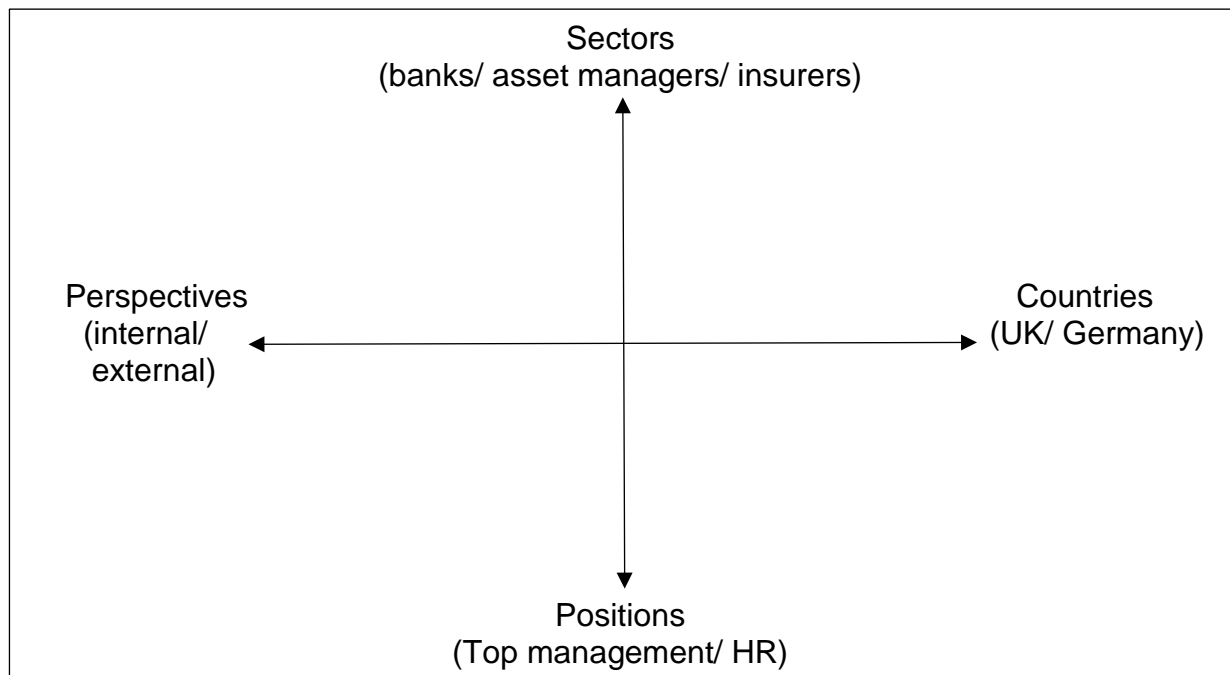 Sectors
(banks/ asset managers/ insurers)
Perspectives
(internal/
external)
Countries
(UK/ Germany)
Positions
(Top management/ HR)